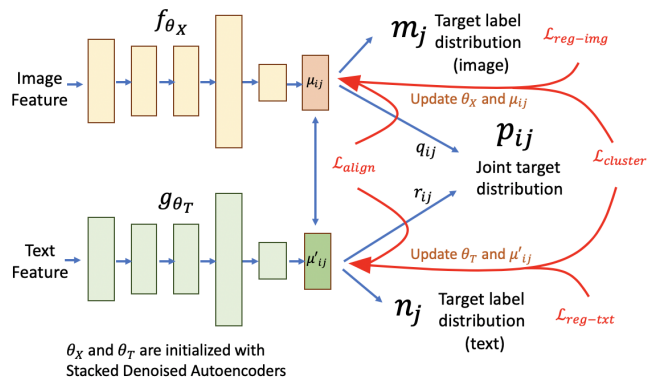 f_θ_X
m_j
Target label
distribution
(image)
ℒ_reg-img
Image
Feature
μ_ij
Update θ_X and μ_ij
p_ij
q_ij
Joint target
distribution
ℒ_align
ℒ_cluster
r_ij
g_θ_T
Text
Feature
μ'_ij
Update θ_T and μ'_ij
n_j
Target label
distribution
(text)
ℒ_reg-txt
θ_X and θ_T are initialized with
Stacked Denoised Autoencoders